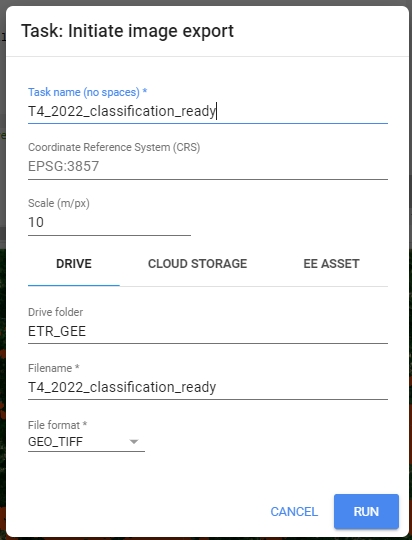 Task: Initiate image export
Task name (no spaces) *
T4_2022_classification_ready
Coordinate Reference System (CRS)
EPSG:3857
Scale (m/px)
10
DRIVE CLOUD STORAGE EE ASSET
Drive folder
ETR_GEE
Filename *
T4_2022_classification_ready
File format *
GEO_TIFF
CANCEL RUN